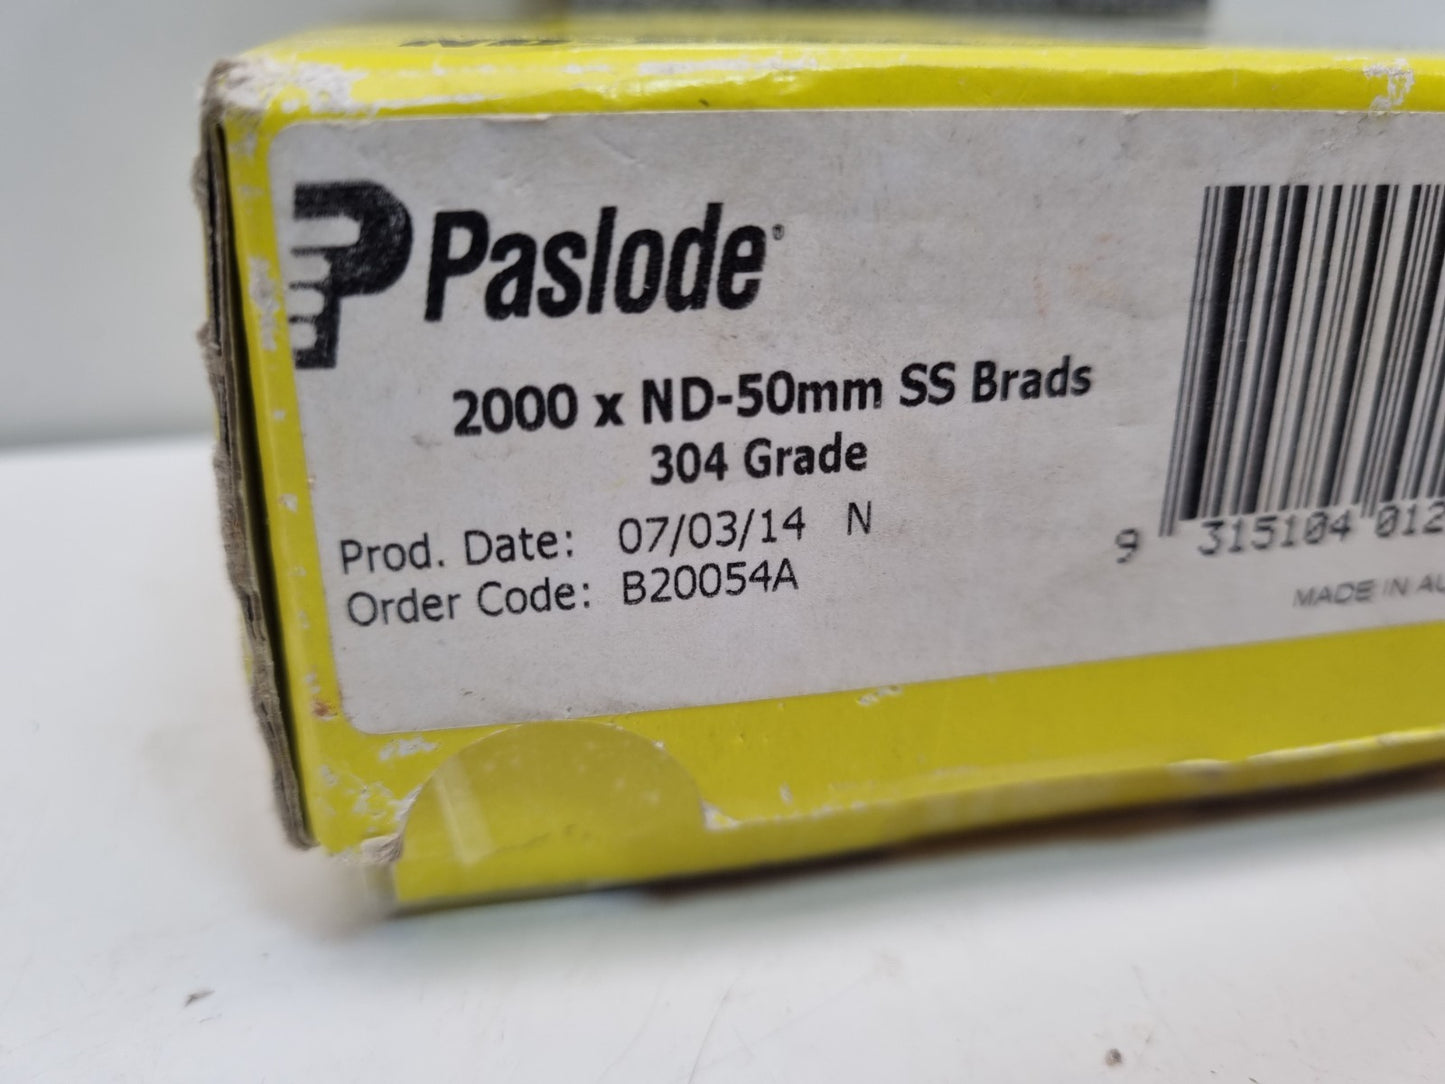 Paslode®
2000 x ND-50mm SS Brads
304 Grade
Prod. Date: 07/03/14 N
Order Code: B20054A
9 315104 012
MADE IN AU